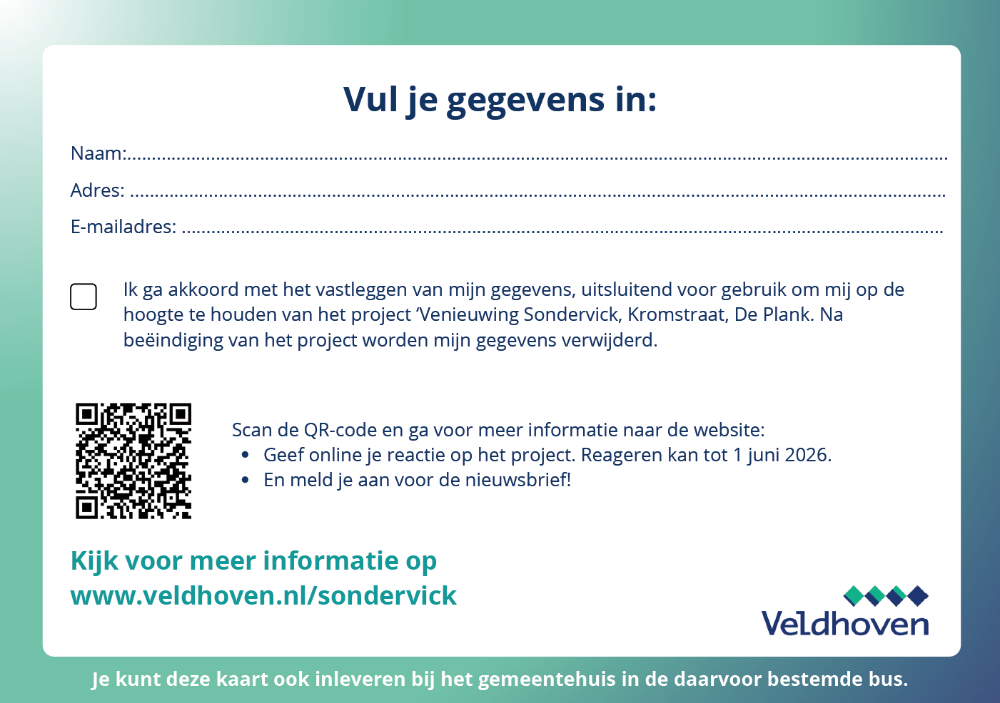 Vul je gegevens in:
Naam:........................................................................................................................................................................
Adres: .......................................................................................................................................................................
E-mailadres: ............................................................................................................................................................
Ik ga akkoord met het vastleggen van mijn gegevens, uitsluitend voor gebruik om mij op de
hoogte te houden van het project ‘Venieuwing Sondervick, Kromstraat, De Plank. Na
beëindiging van het project worden mijn gegevens verwijderd.
Scan de QR-code en ga voor meer informatie naar de website:
• Geef online je reactie op het project. Reageren kan tot 1 juni 2026.
• En meld je aan voor de nieuwsbrief!
Kijk voor meer informatie op
www.veldhoven.nl/sondervick
Veldhoven
Je kunt deze kaart ook inleveren bij het gemeentehuis in de daarvoor bestemde bus.